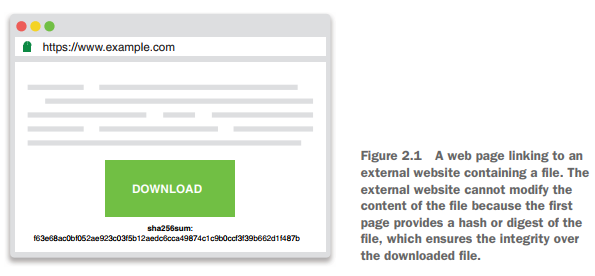 https://www.example.com
DOWNLOAD
sha256sum:
f63e68ac0bf052ae923c03f5b12aedc6cca49874c1c9b0ccf3f39b662d1f487b
Figure 2.1 A web page linking to an
external website containing a file. The
external website cannot modify the
content of the file because the first
page provides a hash or digest of the
file, which ensures the integrity over
the downloaded file.